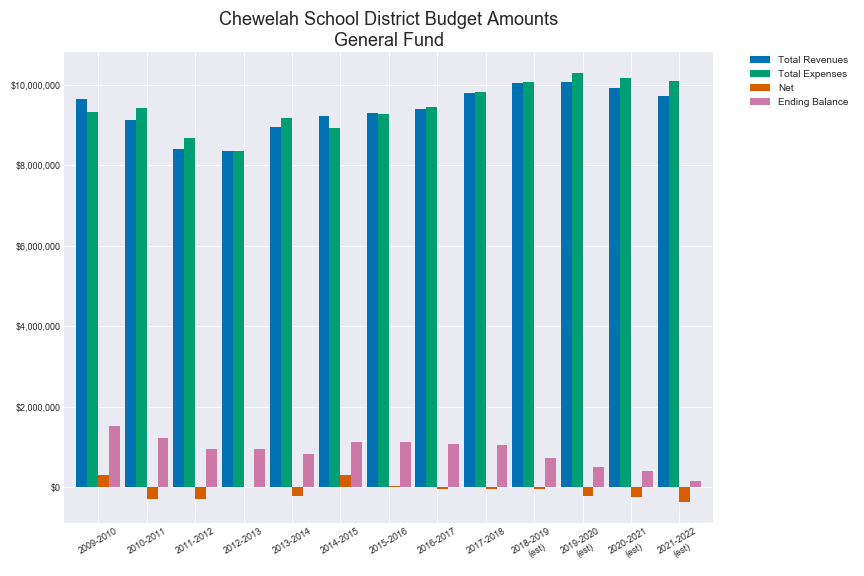 Chewelah School District Budget Amounts
General Fund
Total Revenues
Total Expenses
Net
Ending Balance
$10,000,000
$8,000,000
$6,000,000
$4,000,000
$2,000,000
$0
2009-2010
2010-2011
2011-2012
2012-2013
2013-2014
2014-2015
2015-2016
2016-2017
2017-2018
2018-2019
(est)
2019-2020
(est)
2020-2021
(est)
2021-2022
(est)